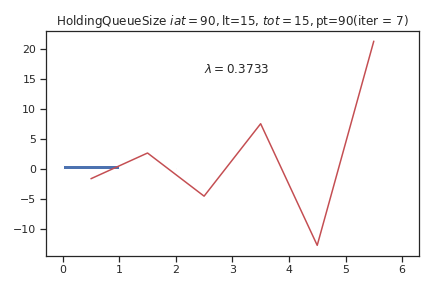 HoldingQueueSize iat = 90, lt=15, tot = 15, pt=90(iter = 7)
λ = 0.3733
20
15
10
5
0
−5
−10
0 1 2 3 4 5 6